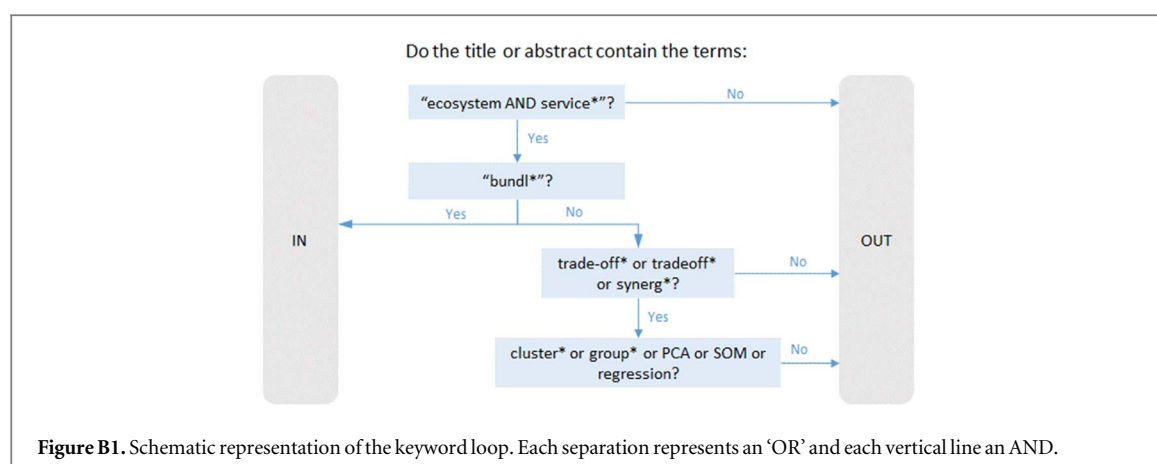 Do the title or abstract contain the terms:
"ecosystem AND service*"?
No
Yes
"bundl*"?
Yes
No
IN
OUT
trade-off* or tradeoff*
or synerg*?
No
Yes
cluster* or group* or PCA or SOM or
regression?
No
Figure B1. Schematic representation of the keyword loop. Each separation represents an ‘OR’ and each vertical line an AND.